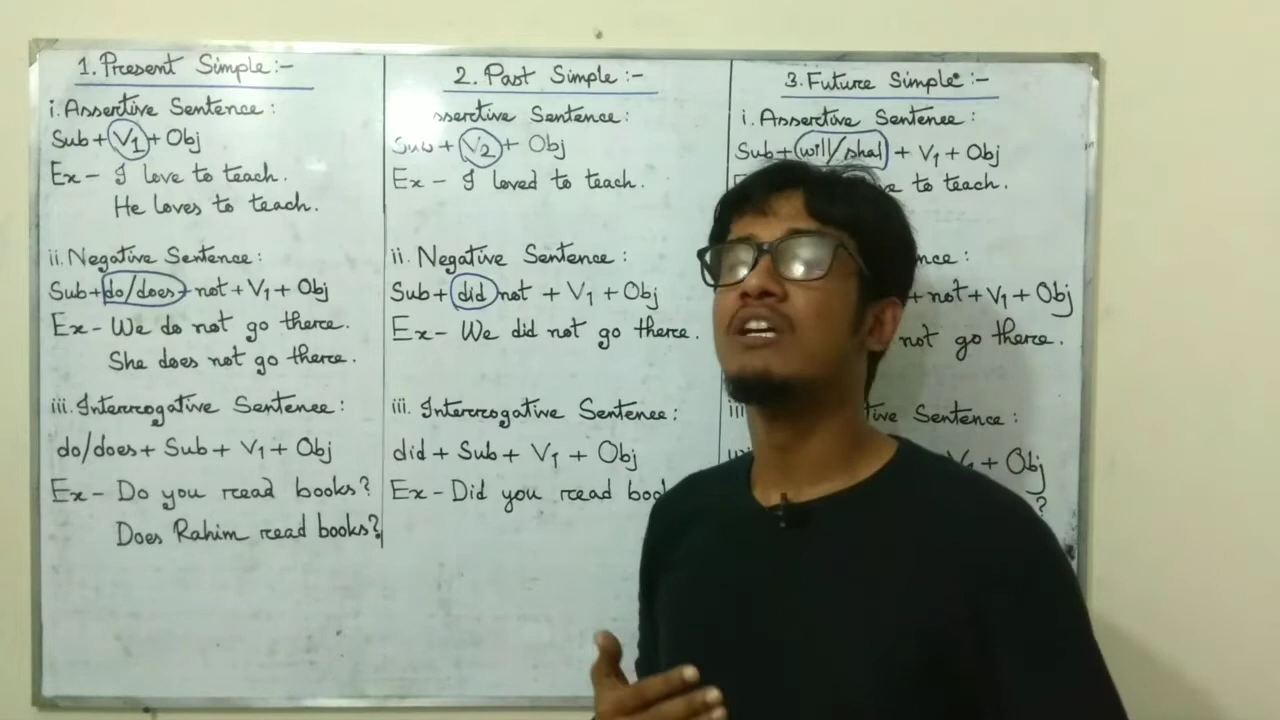 1. Present Simple:-
i. Assertive Sentence:
Sub+V1+Obj
Ex- I love to teach.
He loves to teach.
ii. Negative Sentence:
Sub+do/does+not+V1+Obj
Ex- We do not go there.
She does not go there.
iii. Interrogative Sentence:
do/does+Sub+V1+Obj
Ex- Do you read books?
Does Rahim read books?
2. Past Simple:-
ssertive Sentence:
Sub+V2+Obj
Ex- I loved to teach.
ii. Negative Sentence:
Sub+did not+V1+Obj
Ex- We did not go there.
iii. Interrogative Sentence:
did+Sub+V1+Obj
Ex- Did you read boo
3. Future Simple:-
i. Assertive Sentence:
Sub+(will/shal)+V1+Obj
to teach.
nce:
+not+V1+Obj
not go there.
tive Sentence:
+Obj
?